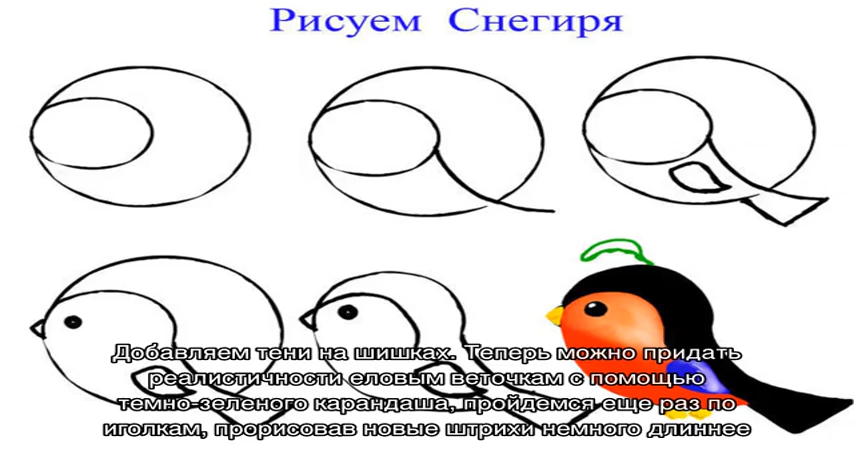 Рисуем Снегиря
Добавляем тени на шишках. Теперь можно придать
реалистичности еловым веточкам с помощью
темно-зеленого карандаша, пройдемся еще раз по
иголкам, прорисовав новые штрихи немного длиннее